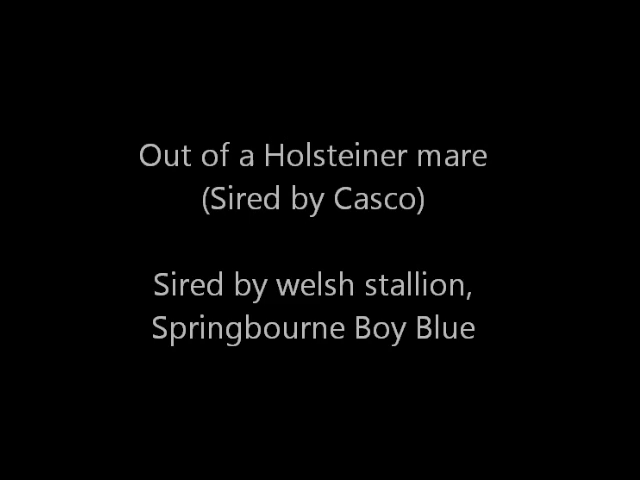 Out of a Holsteiner mare
(Sired by Casco)
Sired by welsh stallion,
Springbourne Boy Blue